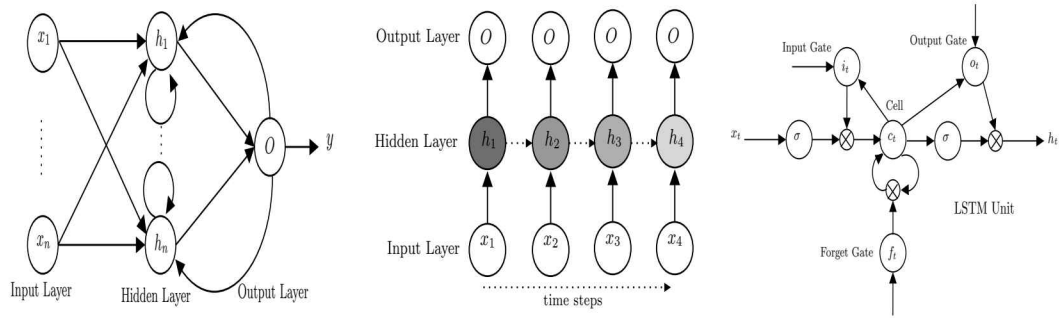 x₁
xₙ
h₁
hₙ
O
y
Input Layer
Hidden Layer
Output Layer
Output Layer
O O O O
Hidden Layer
h₁ h₂ h₃ h₄
Input Layer
x₁ x₂ x₃ x₄
time steps
Input Gate
Output Gate
iₜ
oₜ
Cell
xₜ
σ
cₜ
σ
hₜ
LSTM Unit
Forget Gate
fₜ